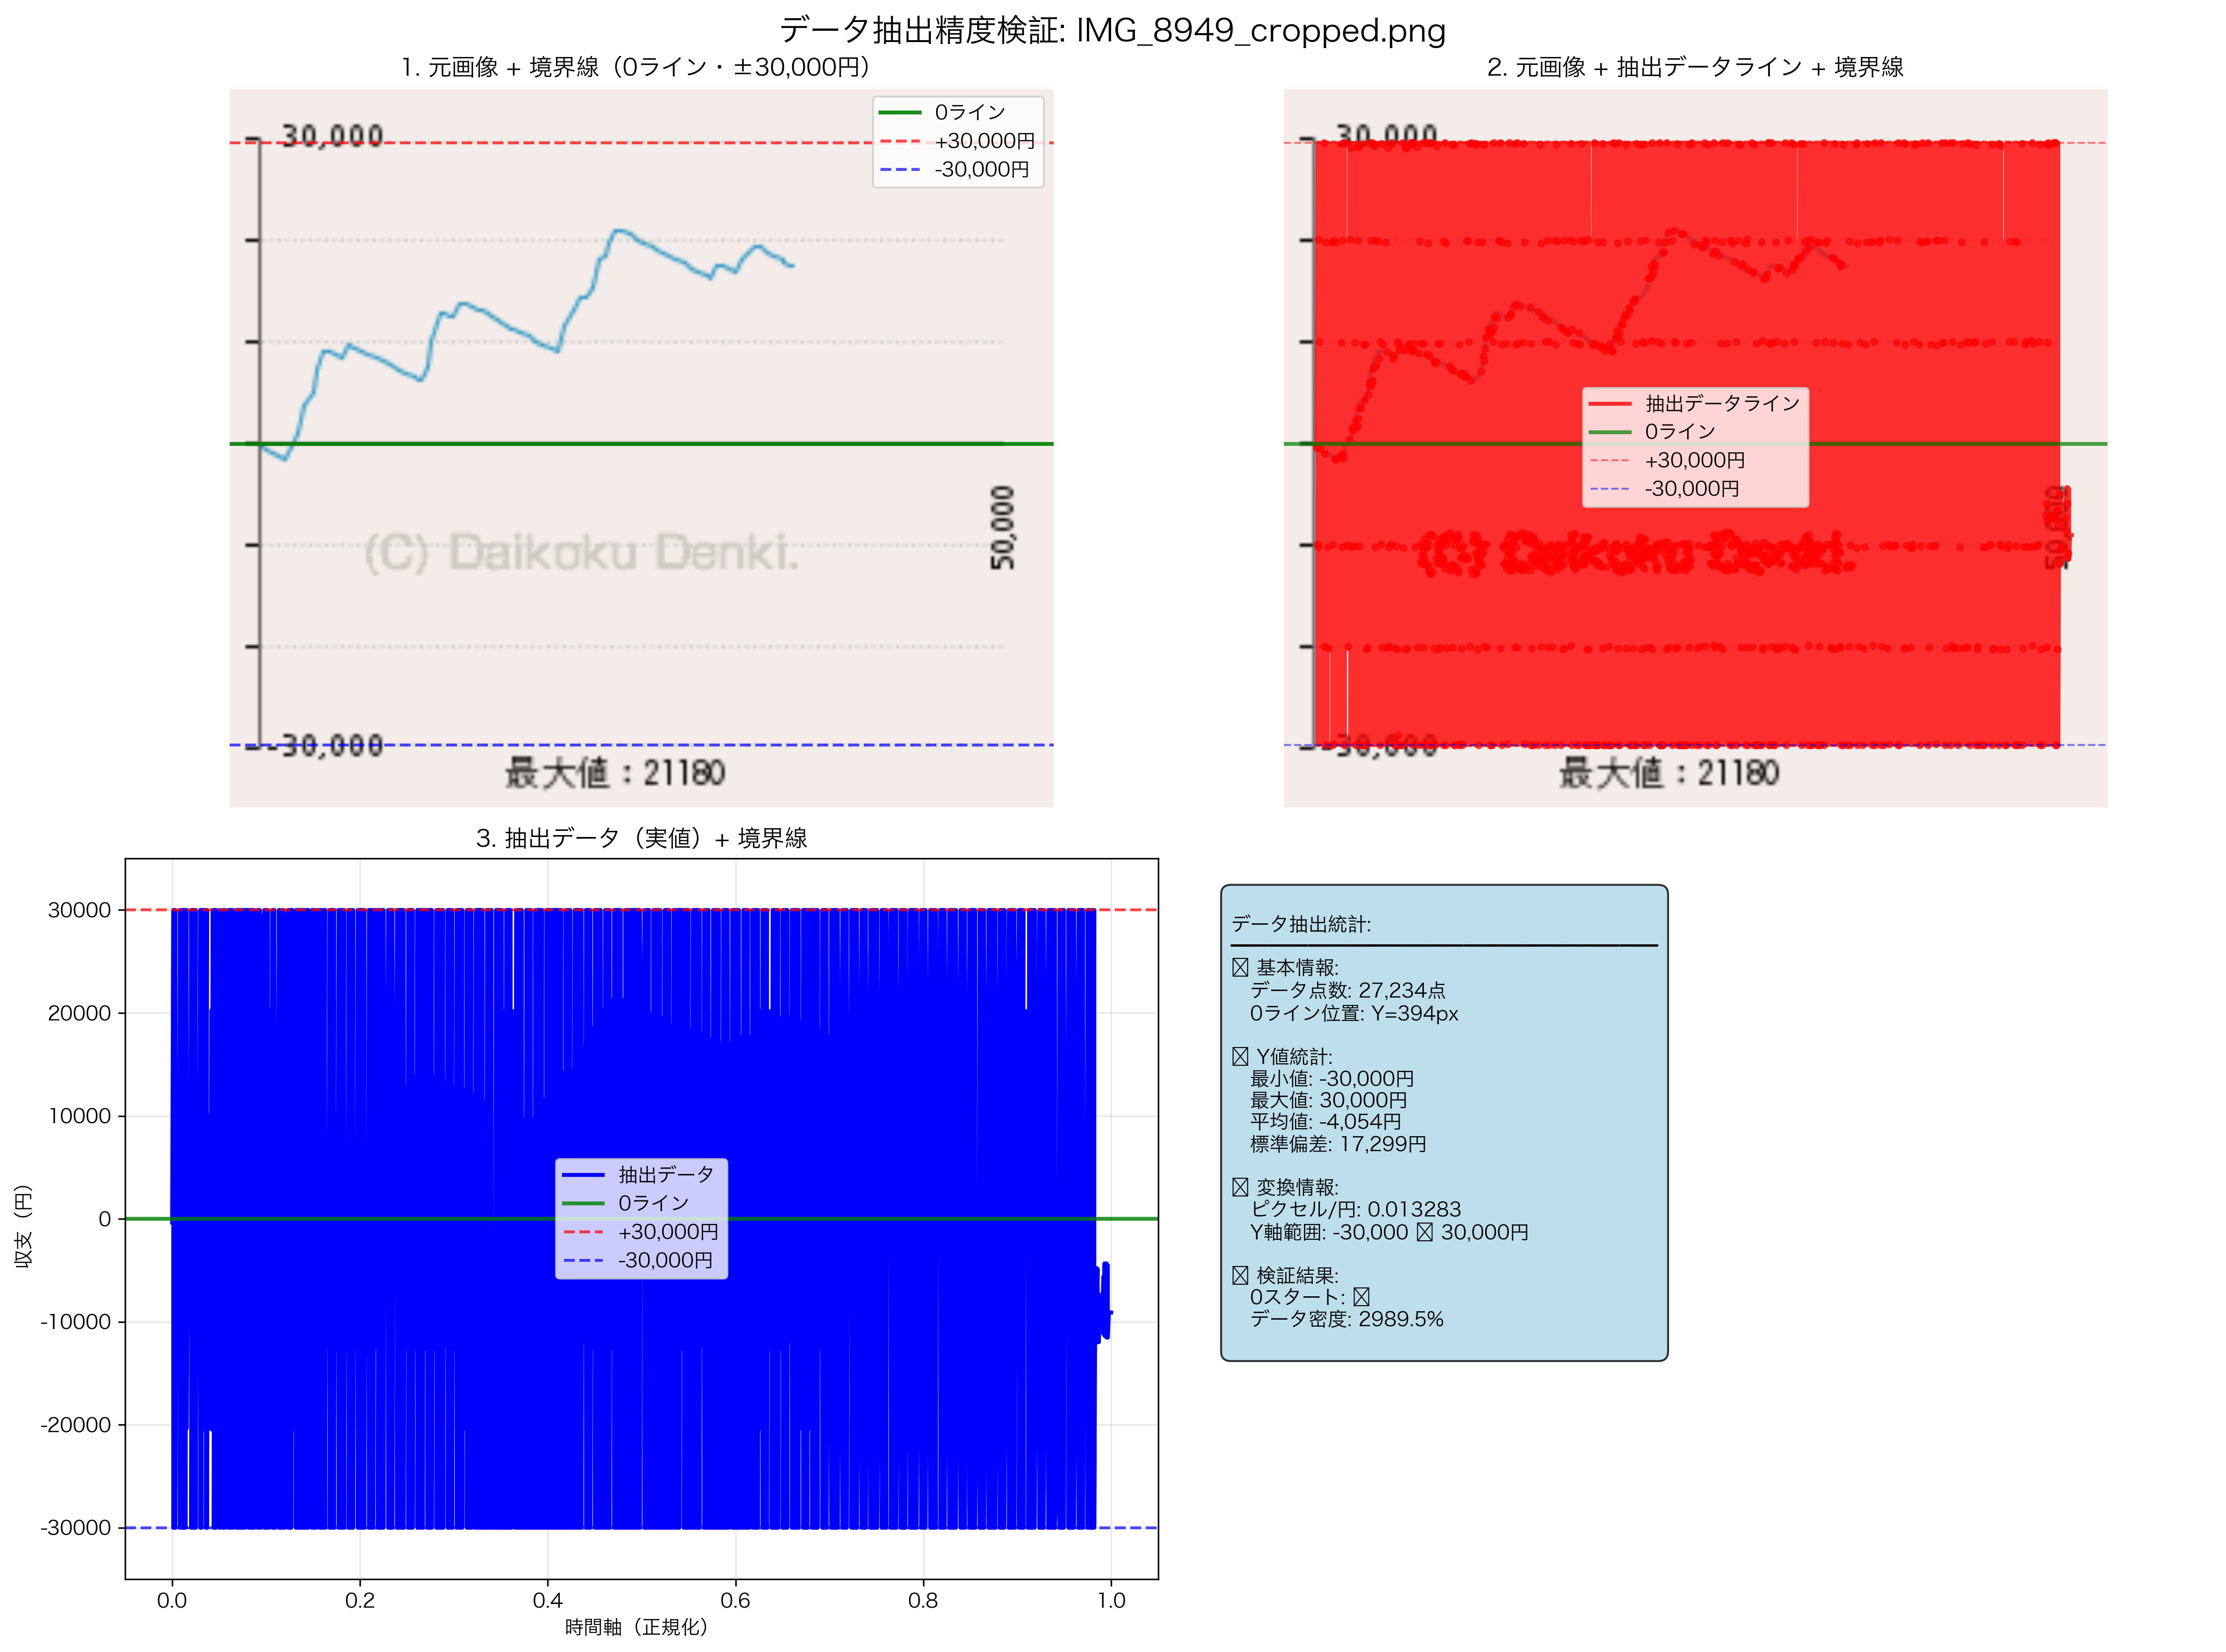 データ抽出精度検証: IMG_8949_cropped.png
1. 元画像 + 境界線（0ライン・±30,000円）
30,000
0ライン
+30,000円
-30,000円
50,000
(C) Daikoku Denki.
-30,000
最大値：21180
2. 元画像 + 抽出データライン + 境界線
30,000
抽出データライン
0ライン
+30,000円
-30,000円
50,000
-30,000
最大値：21180
3. 抽出データ（実値）+ 境界線
収支（円）
30000
20000
10000
0
-10000
-20000
-30000
抽出データ
0ライン
+30,000円
-30,000円
0.0 0.2 0.4 0.6 0.8 1.0
時間軸（正規化）
データ抽出統計:
基本情報:
データ点数: 27,234点
0ライン位置: Y=394px
Y値統計:
最小値: -30,000円
最大値: 30,000円
平均値: -4,054円
標準偏差: 17,299円
変換情報:
ピクセル/円: 0.013283
Y軸範囲: -30,000 30,000円
検証結果:
0スタート:
データ密度: 2989.5%